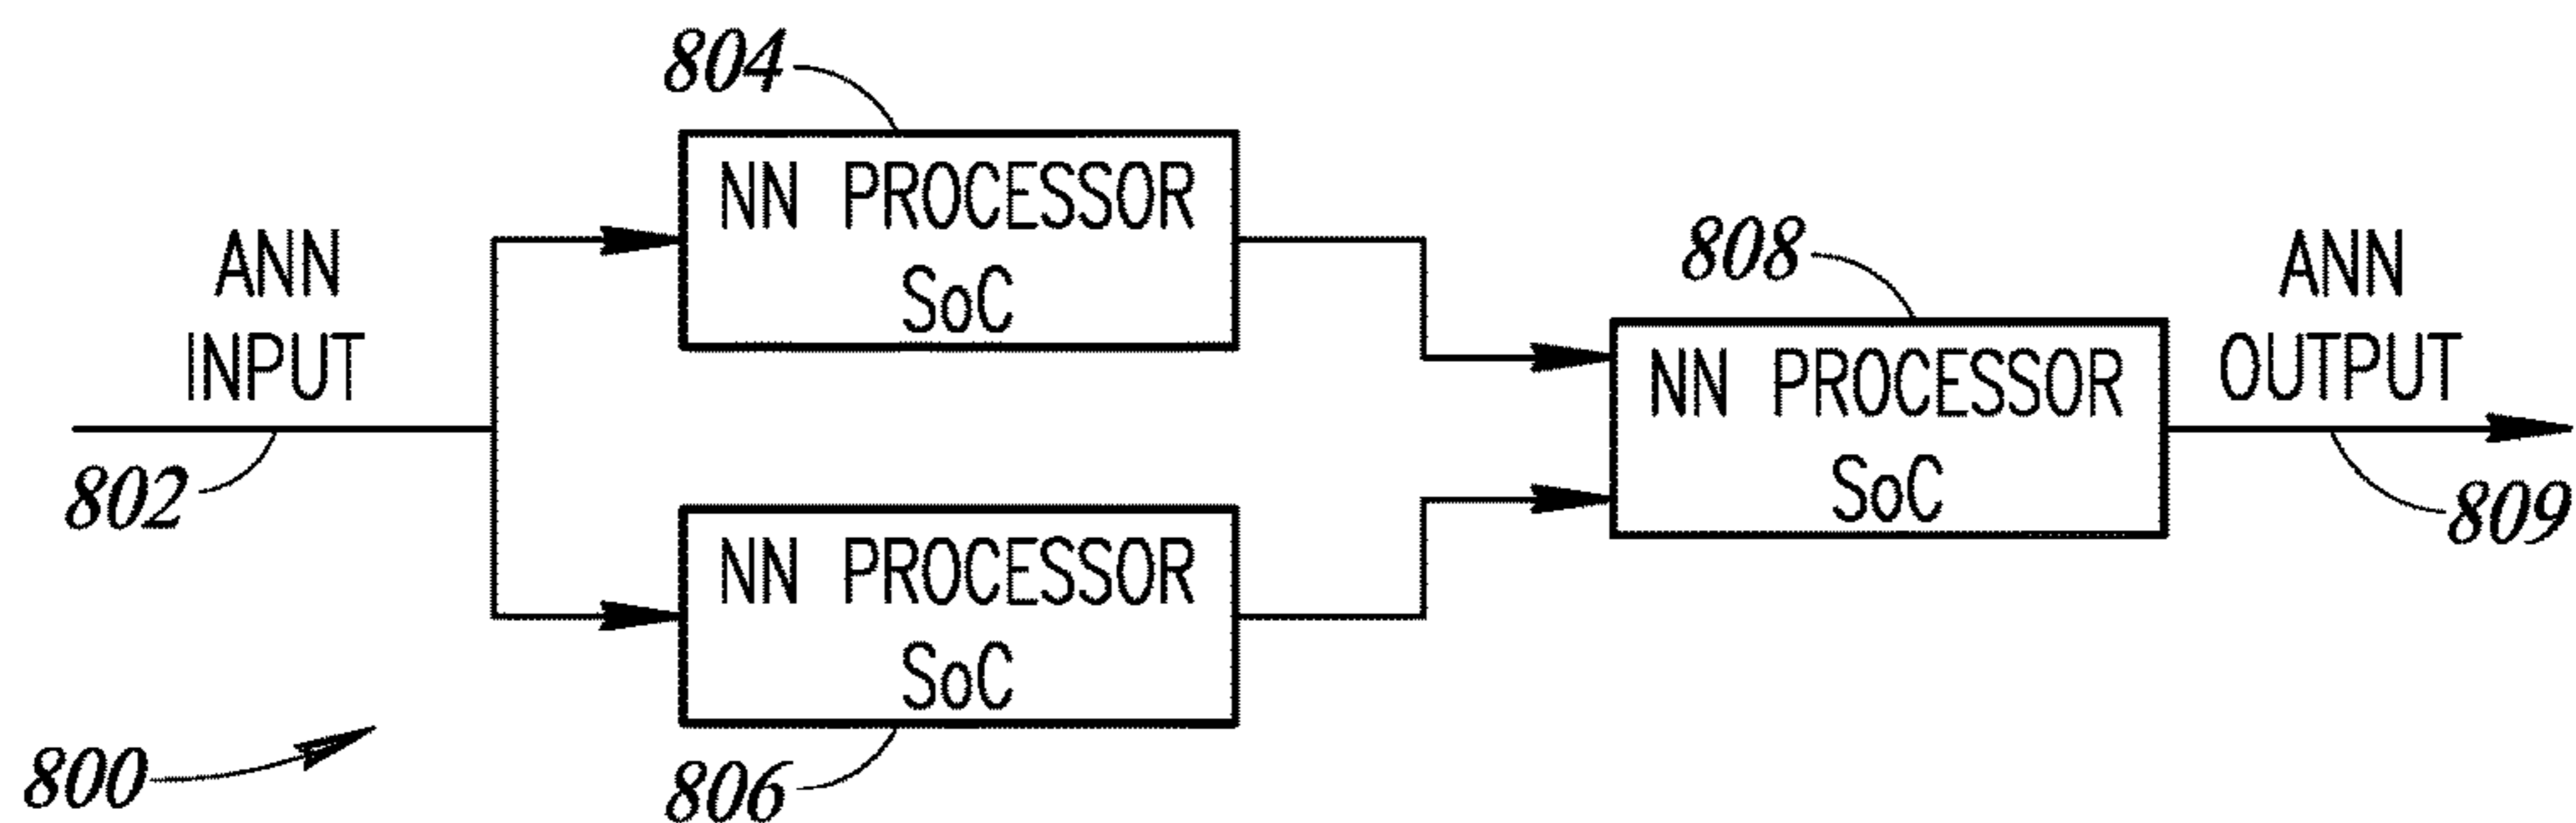 804
NN PROCESSOR
SoC
ANN
INPUT
802
808
NN PROCESSOR
SoC
ANN
OUTPUT
809
NN PROCESSOR
SoC
806
800